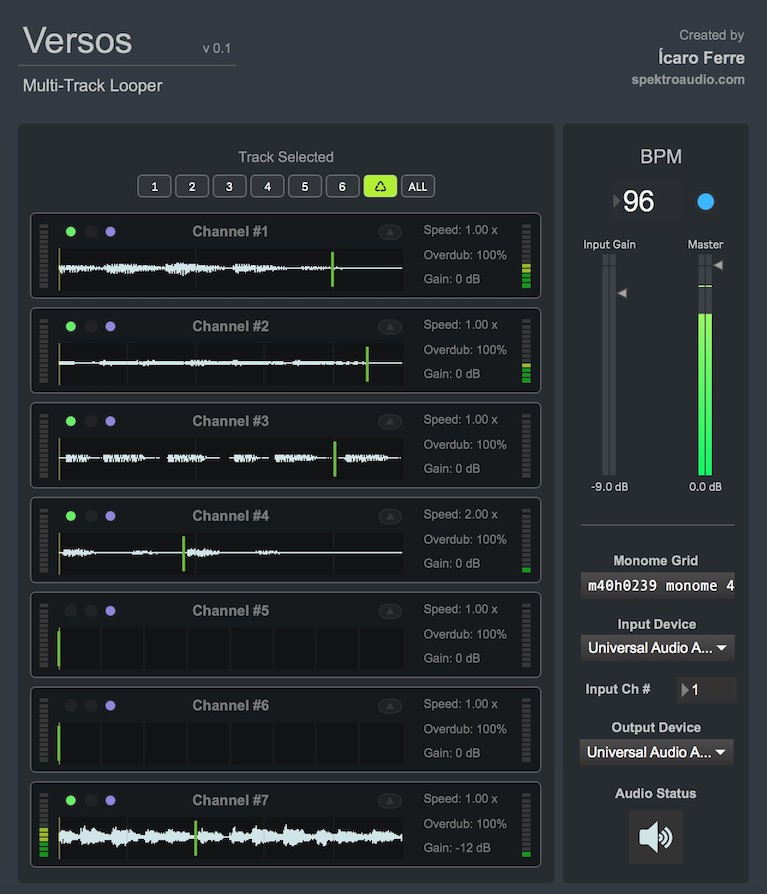 Versos
v 0.1
Multi-Track Looper
Created by
Ícaro Ferre
spektroaudio.com
Track Selected
1 2 3 4 5 6 ALL
Channel #1
Speed: 1.00 x
Overdub: 100%
Gain: 0 dB
Channel #2
Speed: 1.00 x
Overdub: 100%
Gain: 0 dB
Channel #3
Speed: 1.00 x
Overdub: 100%
Gain: 0 dB
Channel #4
Speed: 2.00 x
Overdub: 100%
Gain: 0 dB
Channel #5
Speed: 1.00 x
Overdub: 100%
Gain: 0 dB
Channel #6
Speed: 1.00 x
Overdub: 100%
Gain: 0 dB
Channel #7
Speed: 1.00 x
Overdub: 100%
Gain: -12 dB
BPM
96
Input Gain
Master
-9.0 dB
0.0 dB
Monome Grid
m40h0239 monome 4
Input Device
Universal Audio A...
Input Ch #
1
Output Device
Universal Audio A...
Audio Status